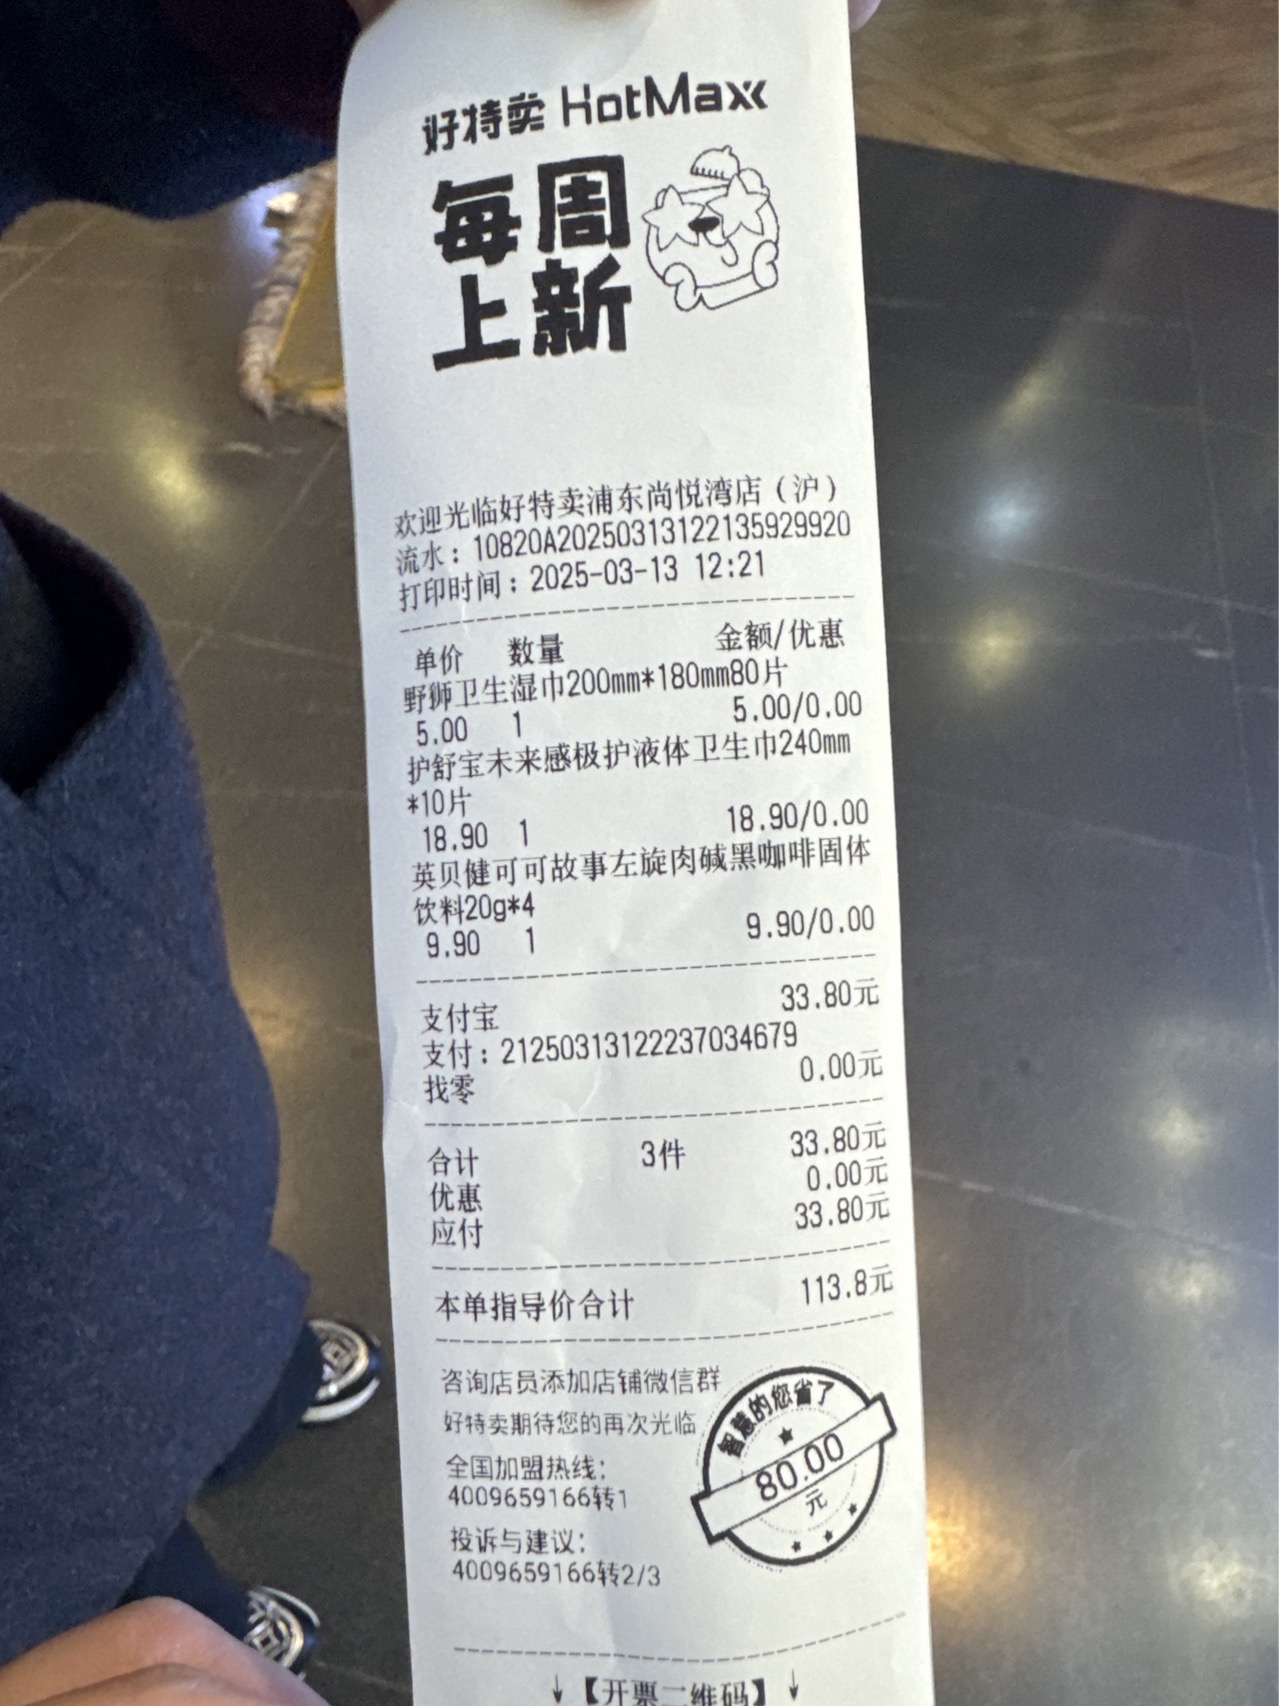 好特卖 HotMaxx
每周
上新
欢迎光临好特卖浦东尚悦湾店（沪）
流水：10820A20250313122135929920
打印时间：2025-03-13 12:21
单价 数量 金额/优惠
野狮卫生湿巾200mm*180mm80片
5.00 1 5.00/0.00
护舒宝未来感极护液体卫生巾240mm
*10片
18.90 1 18.90/0.00
英贝健可可故事左旋肉碱黑咖啡固体
饮料20g*4
9.90 1 9.90/0.00
支付宝 33.80元
支付：21250313122237034679
找零 0.00元
合计 3件 33.80元
优惠 0.00元
应付 33.80元
本单指导价合计 113.8元
咨询店员添加店铺微信群
好特卖期待您的再次光临
全国加盟热线：
4009659166转1
投诉与建议：
4009659166转2/3
智慧的您省了
80.00
元
↓【开票二维码】↓